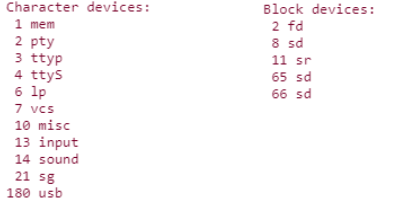 Character devices:
1 mem
2 pty
3 ttyp
4 ttyS
6 lp
7 vcs
10 misc
13 input
14 sound
21 sg
180 usb
Block devices:
2 fd
8 sd
11 sr
65 sd
66 sd